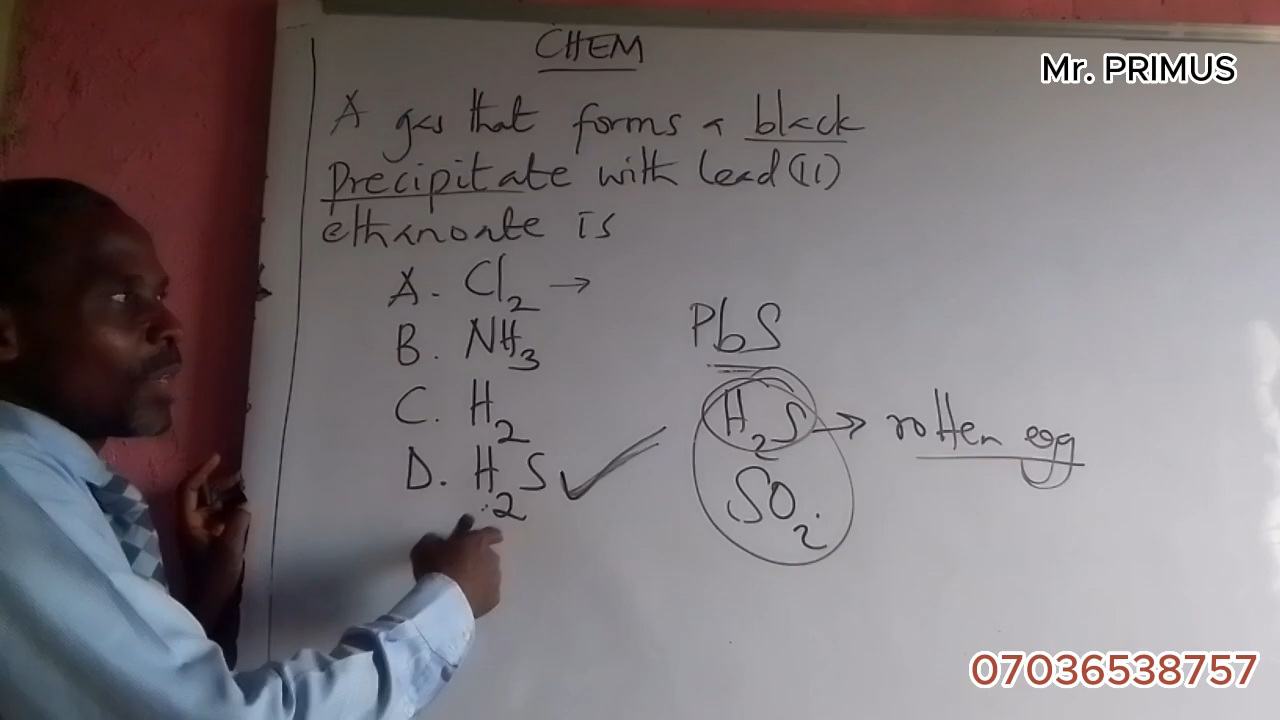 CHEM
Mr. PRIMUS
A gas that forms a black
precipitate with lead (II)
ethanoate is
A. Cl₂ →
B. NH₃
C. H₂
D. H₂S ✓
PbS
H₂S → rotten egg
SO₂.
07036538757